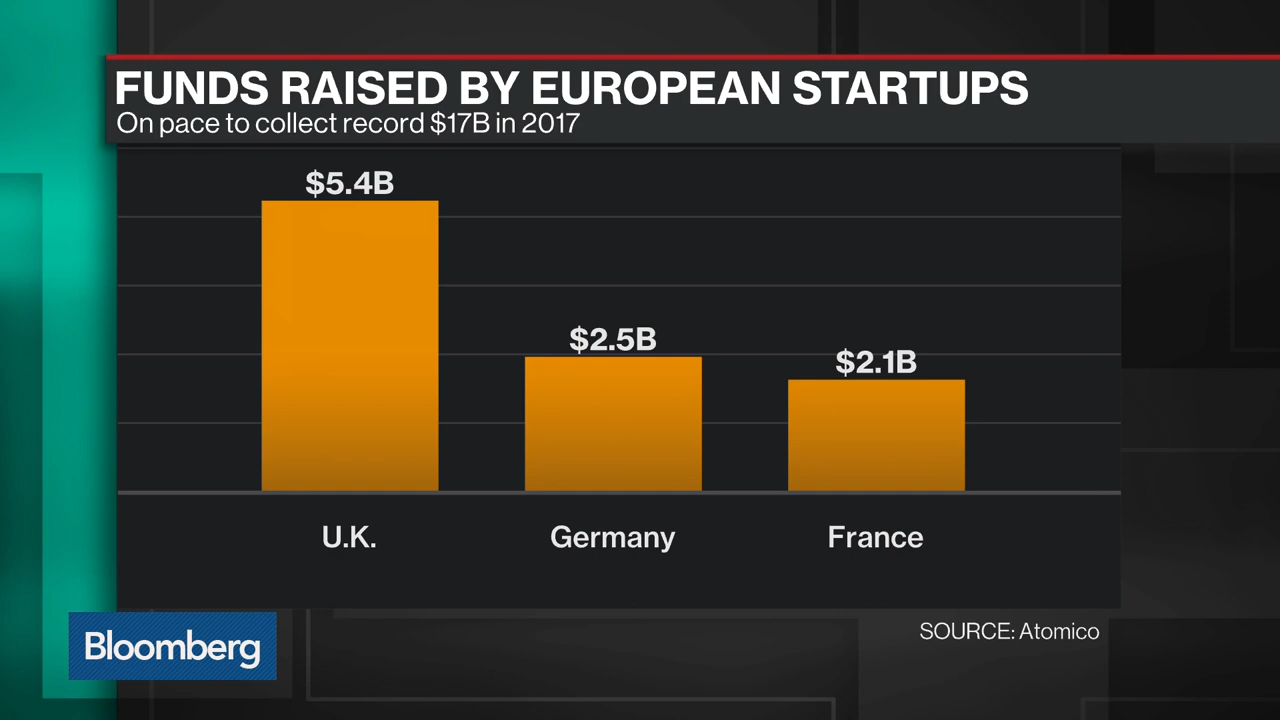 FUNDS RAISED BY EUROPEAN STARTUPS
On pace to collect record $17B in 2017
$5.4B
$2.5B
$2.1B
U.K.
Germany
France
Bloomberg
SOURCE: Atomico